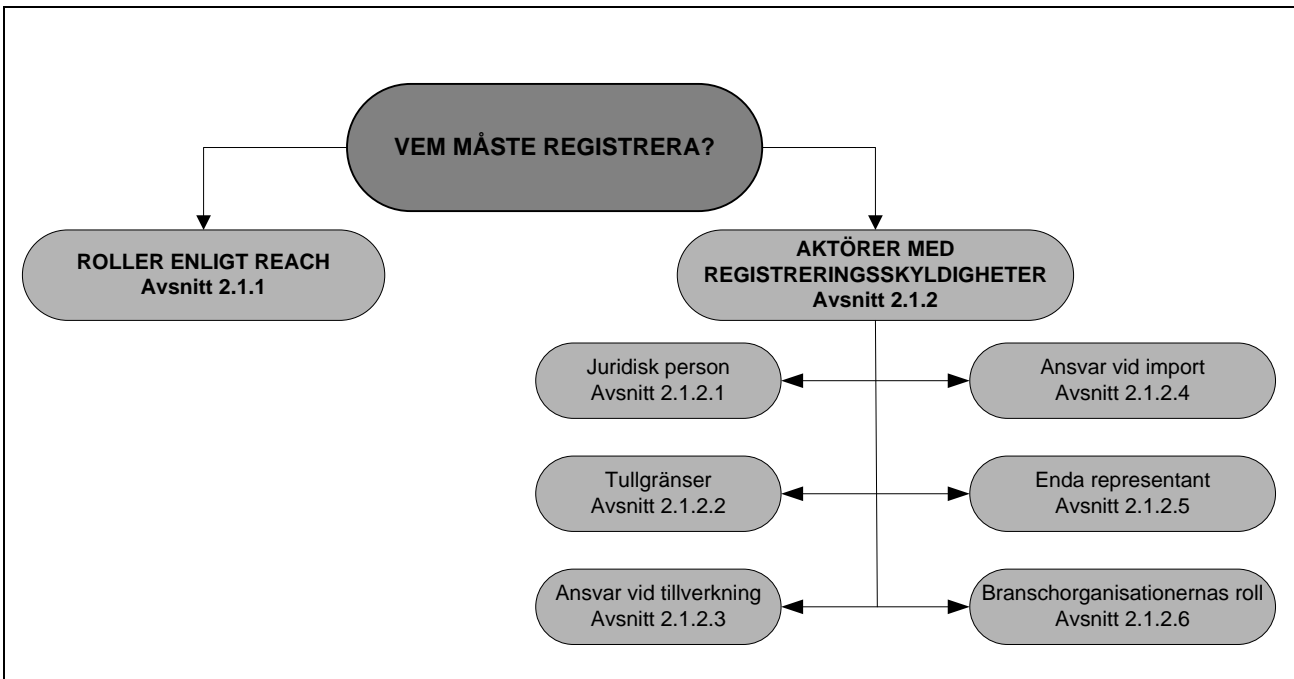 VEM MÅSTE REGISTRERA?
ROLLER ENLIGT REACH
Avsnitt 2.1.1
AKTÖRER MED
REGISTRERINGSSKYLDIGHETER
Avsnitt 2.1.2
Juridisk person
Avsnitt 2.1.2.1
Ansvar vid import
Avsnitt 2.1.2.4
Tullgränser
Avsnitt 2.1.2.2
Enda representant
Avsnitt 2.1.2.5
Ansvar vid tillverkning
Avsnitt 2.1.2.3
Branschorganisationernas roll
Avsnitt 2.1.2.6